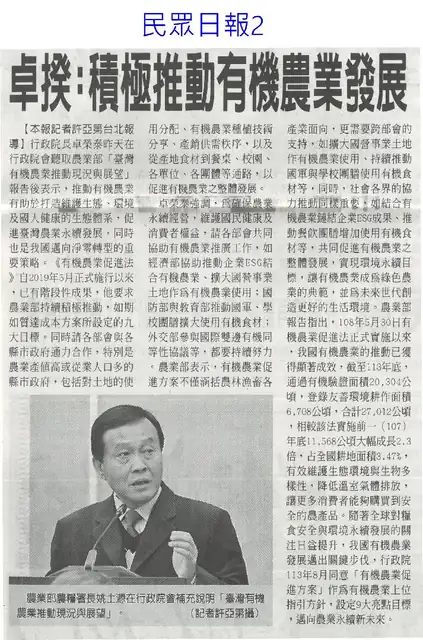 民眾日報2
卓揆：積極推動有機農業發展
【本報記者許亞第台北報
導】行政院長卓榮泰昨天在
行政院會聽取農業部「臺灣
有機農業推動現況與展望」
報告後表示，推動有機農業
有助於打造維護生態、環境
及國人健康的生態體系，促
進臺灣農業永續發展，同時
也是我國邁向淨零轉型的重
要策略。《有機農業促進法
》自2019年5月正式施行以來
，已有階段性成果，他要求
農業部持續積極推動，如期
如質達成本方案所設定的九
大目標。同時請各部會與各
縣市政府通力合作，特別是
農業產值高或從業人口多的
縣市政府，包括對土地的使
用分配、有機農業種植技術
分享、產銷供需秩序，以及
從產地食材到餐桌、校園、
各單位、各團體等通路，以
促進有機農業之整體發展。
卓榮泰強調，為確保農業
永續經營，維護國民健康及
消費者權益，請各部會共同
協助有機農業推廣工作，如
經濟部協助推動企業ESG結
合有機農業、擴大國營事業
土地作為有機農業使用；國
防部與教育部推動國軍、學
校團膳擴大使用有機食材；
外交部參與國際雙邊有機同
等性協議等，都要持續努力
。農業部表示，有機農業促
進方案不僅涵括農林漁畜各
產業面向，更需要跨部會的
支持，如擴大國營事業土地
作有機農業使用、持續推動
國軍與學校團膳使用有機食
材等，同時，社會各界的協
力推動同樣重要，如結合有
機農業鏈結企業ESG成果、推
動餐飲團體增加使用有機食
材等，共同促進有機農業之
整體發展，實現環境永續目
標，讓有機農業成為綠色農
業的典範，並為未來世代創
造更好的生活環境。農業部
報告指出，108年5月30日有
機農業促進法正式施行以來
，我國有機農業的推動已獲
得顯著成效，截至113年底，
通過有機驗證面積20,304公
頃，登錄友善環境耕作面積
6,708公頃，合計27,012公頃
，相較該法實施前一（107）
年底11,568公頃大幅成長2.3
倍，占全國耕地面積3.47%，
有效維護生態環境與生物多
樣性，降低溫室氣體排放，
讓更多消費者能夠購買到安
全的農產品。隨著全球對糧
食安全與環境永續發展的關
注日益提升，我國有機農業
發展邁出關鍵步伐，行政院
113年8月同意「有機農業促
進方案」作為有機農業上位
指引方針，設定9大亮點目標
，邁向農業永續新未來。
農業部農糧署長姚士源在行政院會補充說明「臺灣有機
農業推動現況與展望」。（記者許亞第攝）